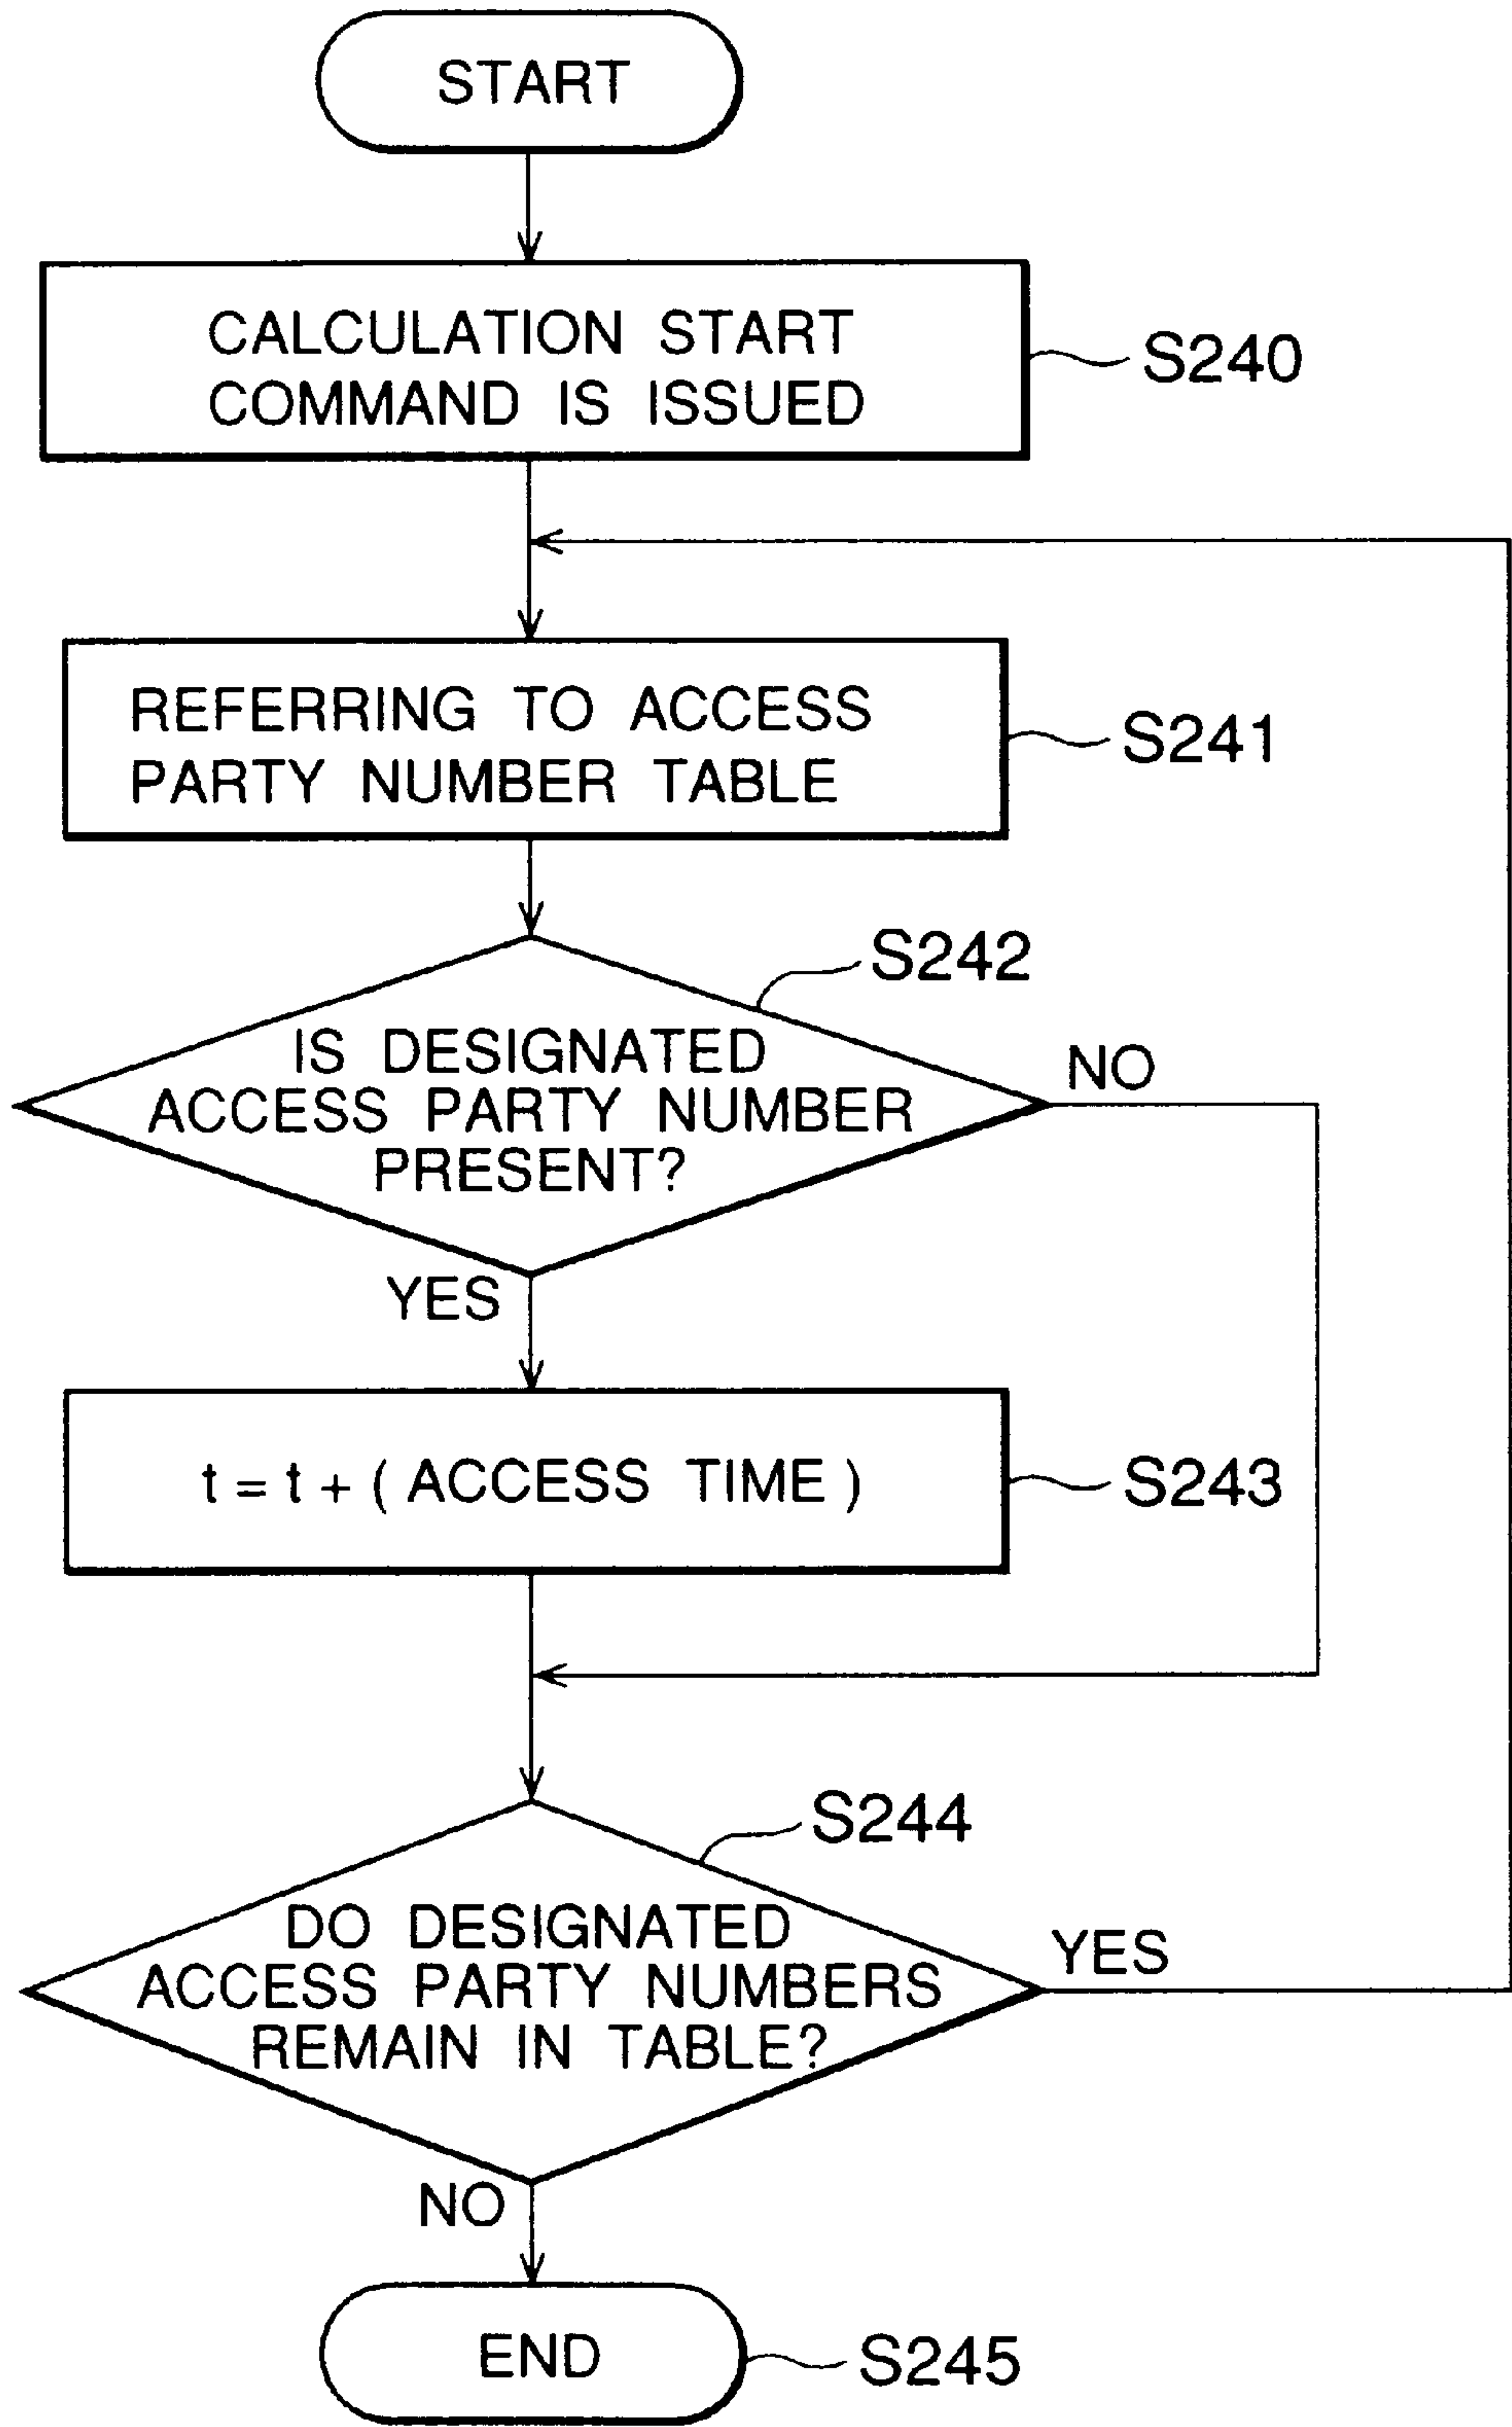 START
CALCULATION START
COMMAND IS ISSUED
S240
REFERRING TO ACCESS
PARTY NUMBER TABLE
S241
S242
IS DESIGNATED
ACCESS PARTY NUMBER
PRESENT?
NO
YES
t = t + ( ACCESS TIME )
S243
S244
DO DESIGNATED
ACCESS PARTY NUMBERS
REMAIN IN TABLE?
YES
NO
END
S245